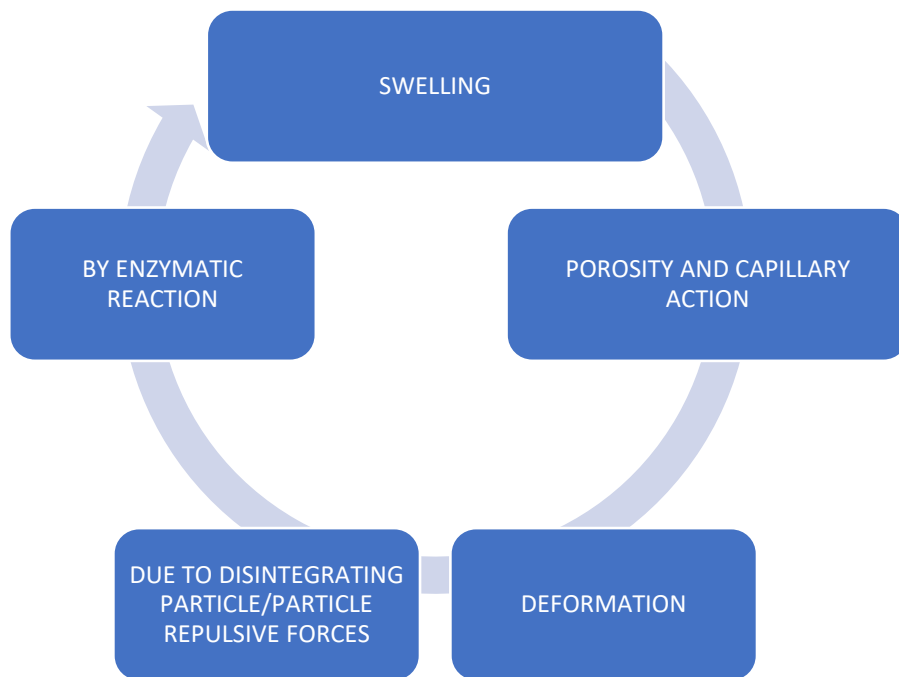 SWELLING
POROSITY AND CAPILLARY
ACTION
DEFORMATION
DUE TO DISINTEGRATING
PARTICLE/PARTICLE
REPULSIVE FORCES
BY ENZYMATIC
REACTION